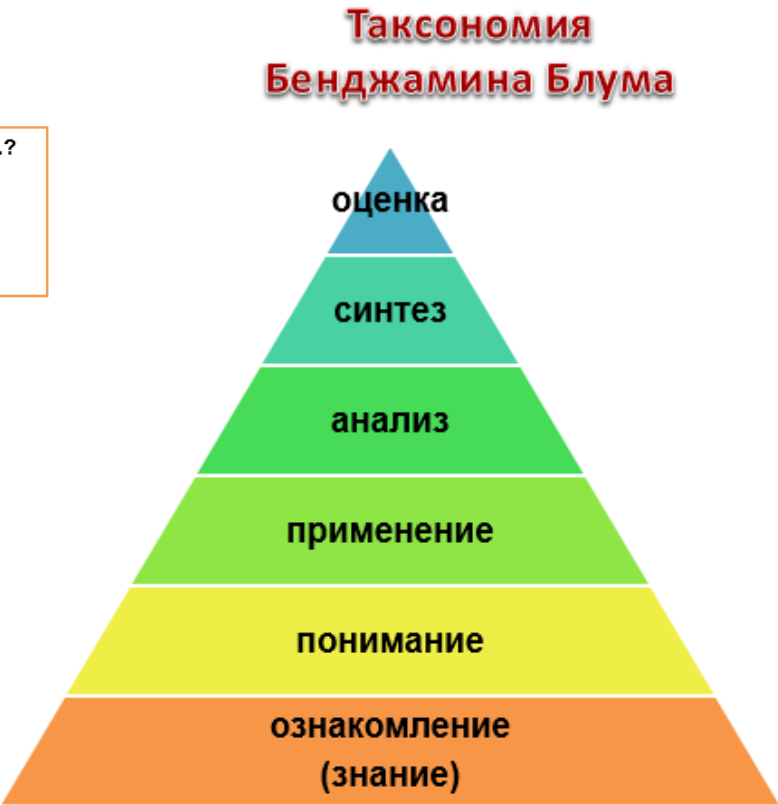 Таксономия
Бенджамина Блума
..?
оценка
синтез
анализ
применение
понимание
ознакомление
(знание)